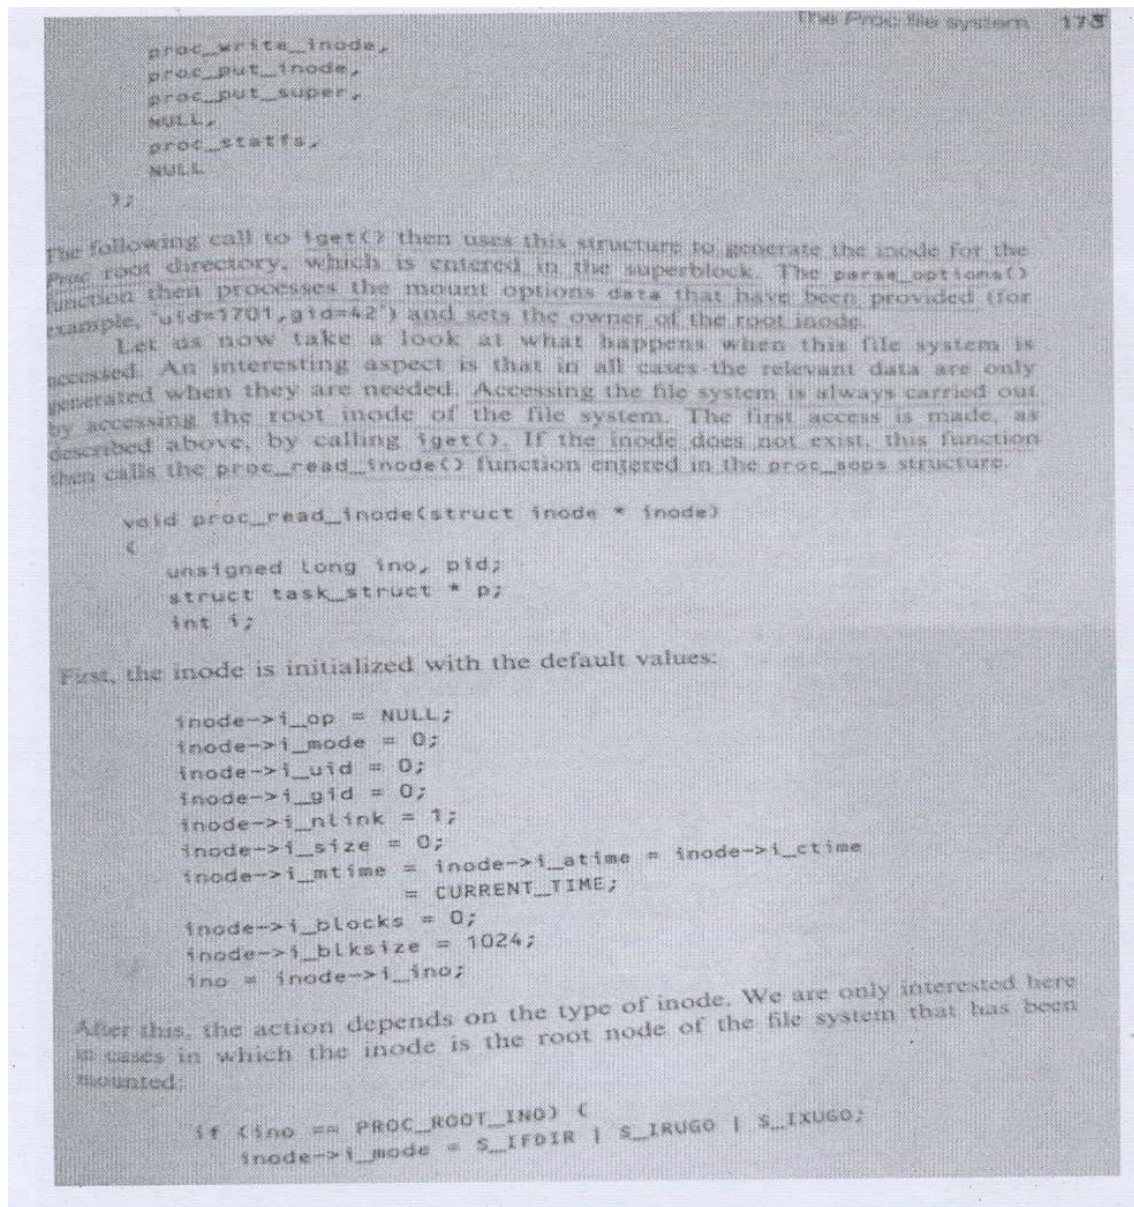 The Proc file system 173
proc_write_inode,
proc_put_inode,
proc_put_super,
NULL,
proc_statfs,
NULL
};
The following call to iget() then uses this structure to generate the inode for the
Proc root directory, which is entered in the superblock. The parse_options()
function then processes the mount options data that have been provided (for
example, 'uid=1701,gid=42') and sets the owner of the root inode.
Let us now take a look at what happens when this file system is
accessed. An interesting aspect is that in all cases the relevant data are only
generated when they are needed. Accessing the file system is always carried out
by accessing the root inode of the file system. The first access is made, as
described above, by calling iget(). If the inode does not exist, this function
then calls the proc_read_inode() function entered in the proc_sops structure.
void proc_read_inode(struct inode * inode)
{
unsigned long ino, pid;
struct task_struct * p;
int i;
First, the inode is initialized with the default values:
inode->i_op = NULL;
inode->i_mode = 0;
inode->i_uid = 0;
inode->i_gid = 0;
inode->i_nlink = 1;
inode->i_size = 0;
inode->i_mtime = inode->i_atime = inode->i_ctime
= CURRENT_TIME;
inode->i_blocks = 0;
inode->i_blksize = 1024;
ino = inode->i_ino;
After this, the action depends on the type of inode. We are only interested here
in cases in which the inode is the root node of the file system that has been
mounted:
if (ino == PROC_ROOT_INO) {
inode->i_mode = S_IFDIR | S_IRUGO | S_IXUGO;